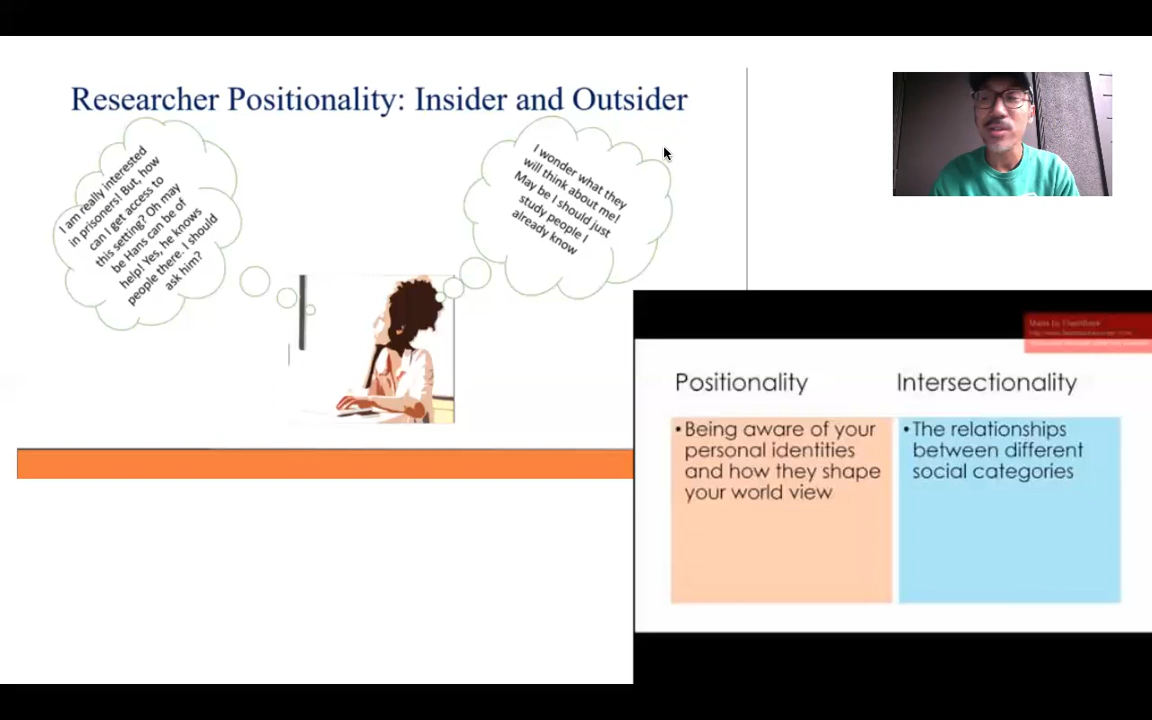 Researcher Positionality: Insider and Outsider
I am really interested
in prisoners! But, how
can I get access to
this setting? Oh may
be Hans can be of
help! Yes, he knows
people there. I should
ask him?
I wonder what they
will think about me!
May be I should just
study people I
already know
Positionality
• Being aware of your
personal identities
and how they shape
your world view
Intersectionality
• The relationships
between different
social categories